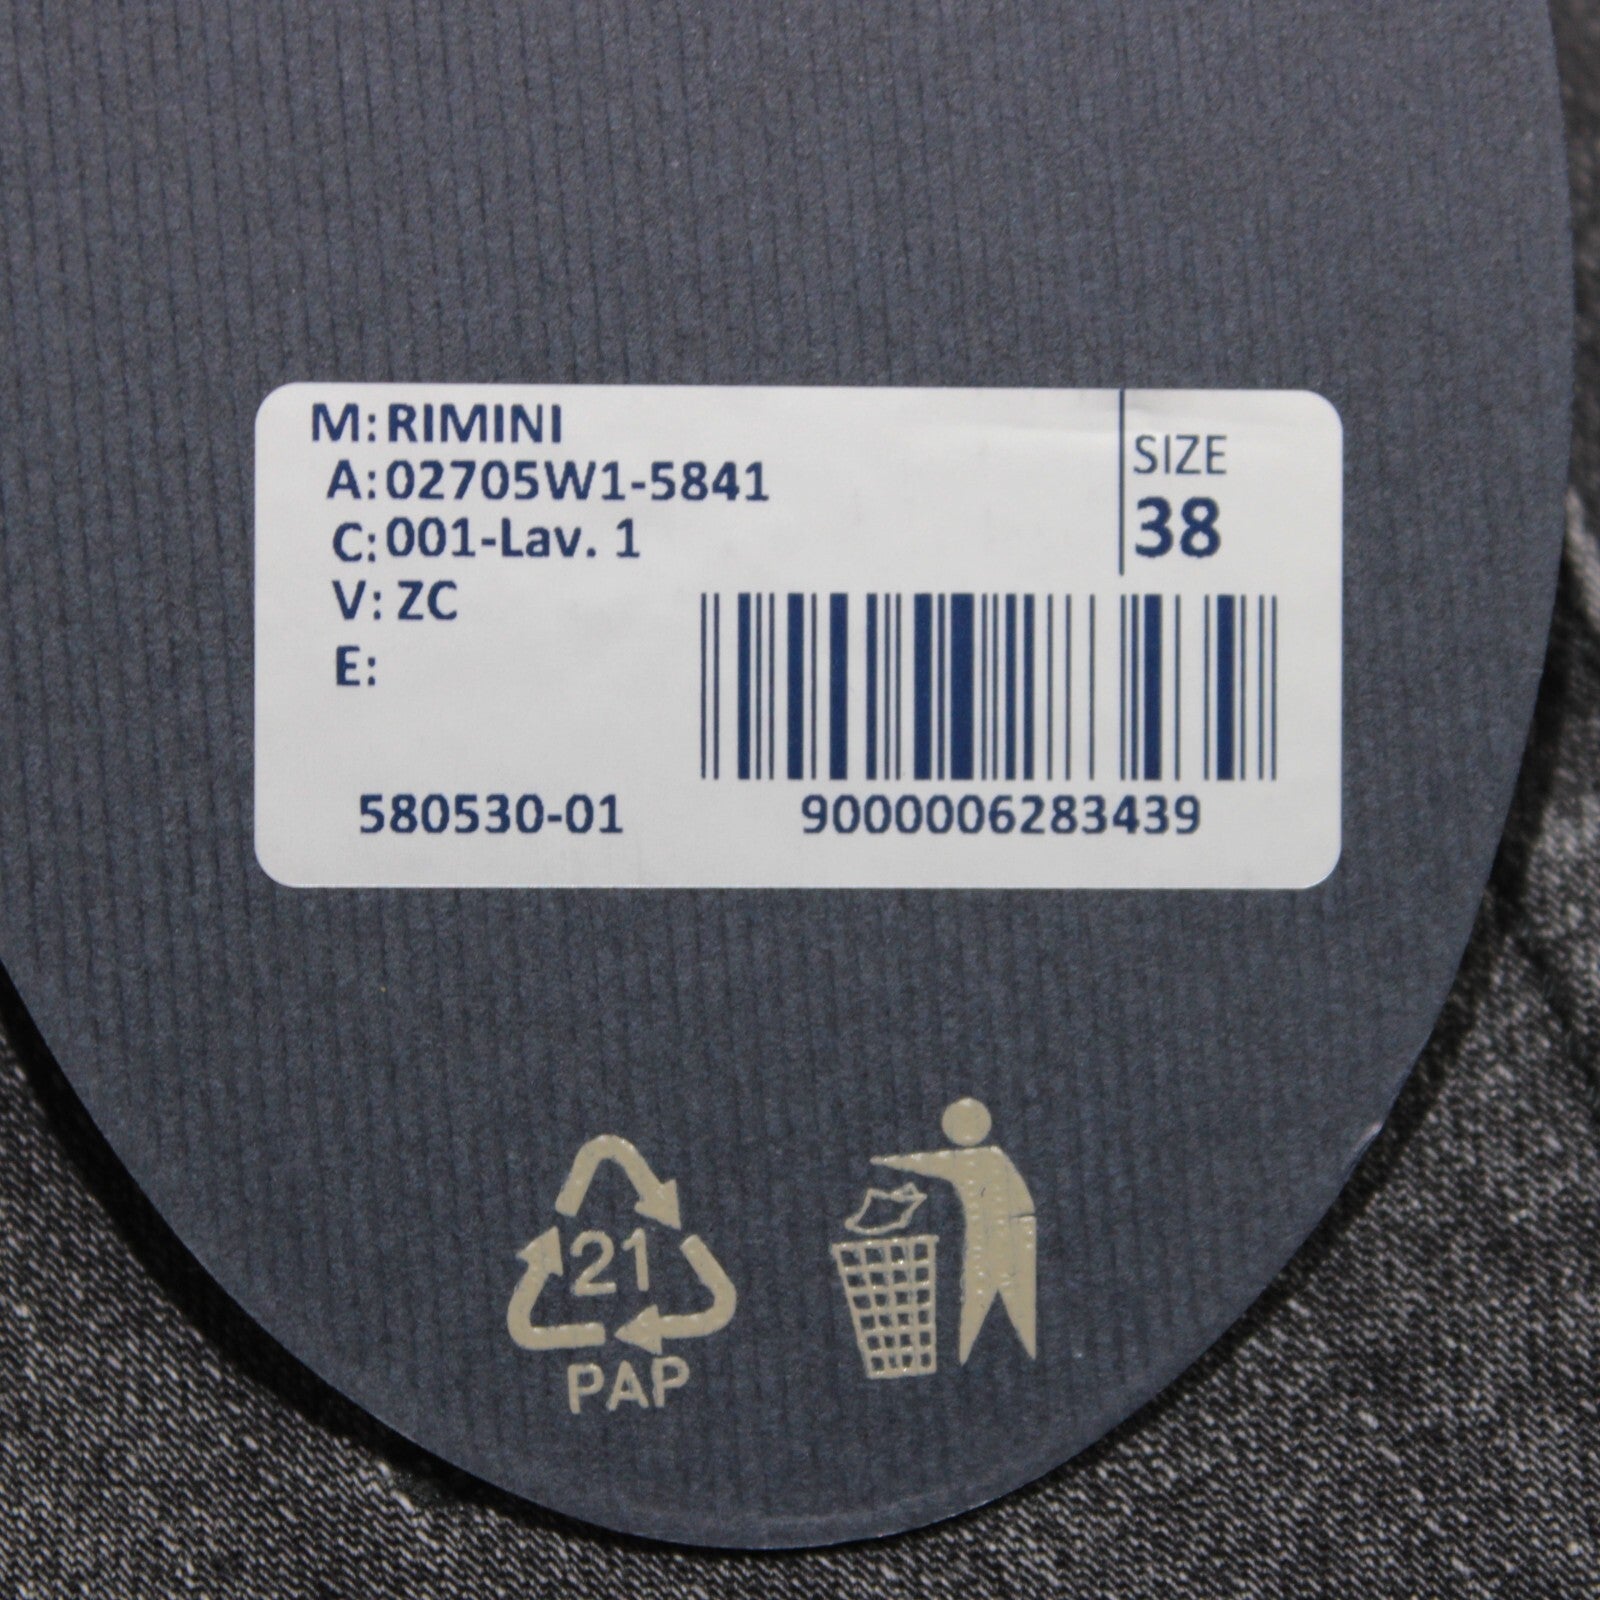 M: RIMINI
A: 02705W1-5841
C: 001-Lav. 1
V: ZC
E:
SIZE
38
580530-01
9000006283439
21
PAP